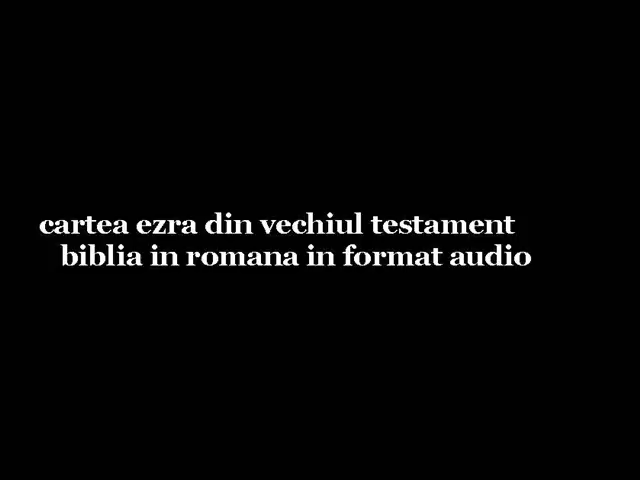 cartea ezra din vechiul testament
biblia in romana in format audio